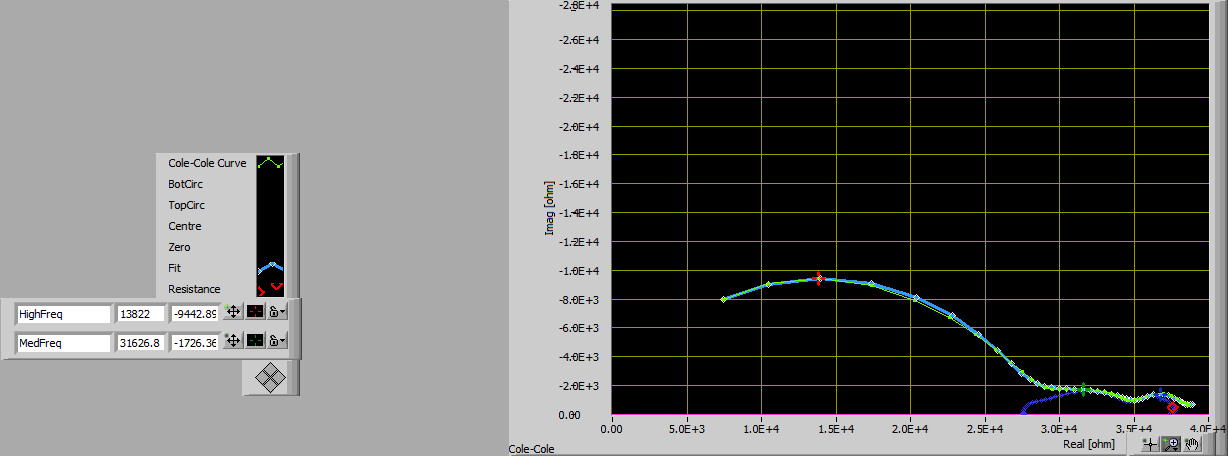 Cole-Cole Curve
BotCirc
TopCirc
Centre
Zero
Fit
Resistance
HighFreq 13822 -9442.89
MedFreq 31626.8 -1726.36
Imag [ohm]
-2.8E+4
-2.6E+4
-2.4E+4
-2.2E+4
-2.0E+4
-1.8E+4
-1.6E+4
-1.4E+4
-1.2E+4
-1.0E+4
-8.0E+3
-6.0E+3
-4.0E+3
-2.0E+3
0.00
0.00 5.0E+3 1.0E+4 1.5E+4 2.0E+4 2.5E+4 3.0E+4 3.5E+4 4.0E+4
Real [ohm]
Cole-Cole